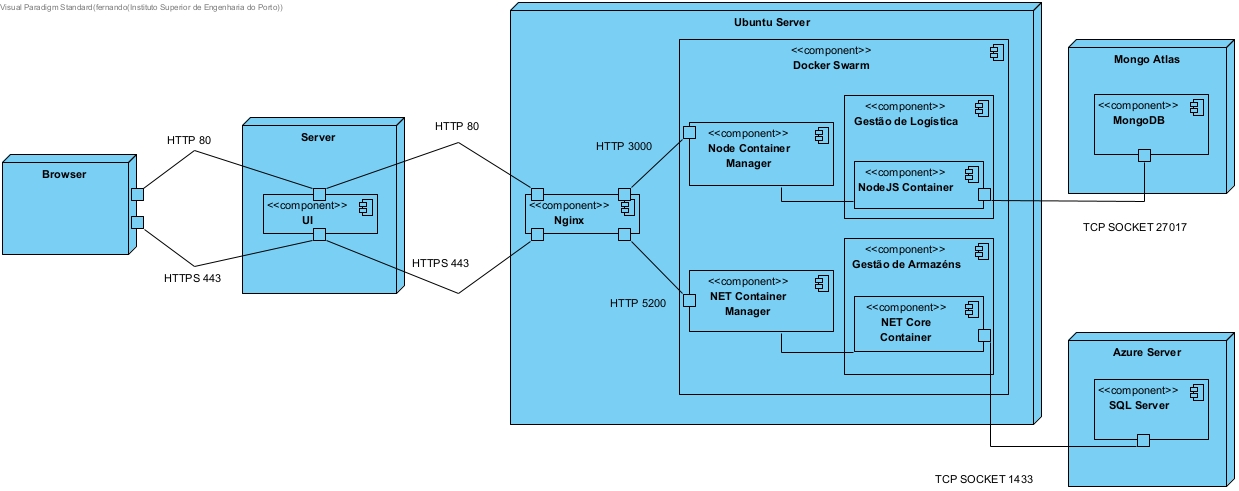 Visual Paradigm Standard(fernando(Instituto Superior de Engenharia do Porto))
Browser
HTTP 80
HTTPS 443
Server
<<component>>
UI
HTTP 80
HTTPS 443
Ubuntu Server
<<component>>
Nginx
HTTP 3000
HTTP 5200
<<component>>
Docker Swarm
<<component>>
Node Container
Manager
<<component>>
Gestão de Logística
<<component>>
NodeJS Container
<<component>>
NET Container
Manager
<<component>>
Gestão de Armazéns
<<component>>
NET Core
Container
Mongo Atlas
<<component>>
MongoDB
TCP SOCKET 27017
Azure Server
<<component>>
SQL Server
TCP SOCKET 1433